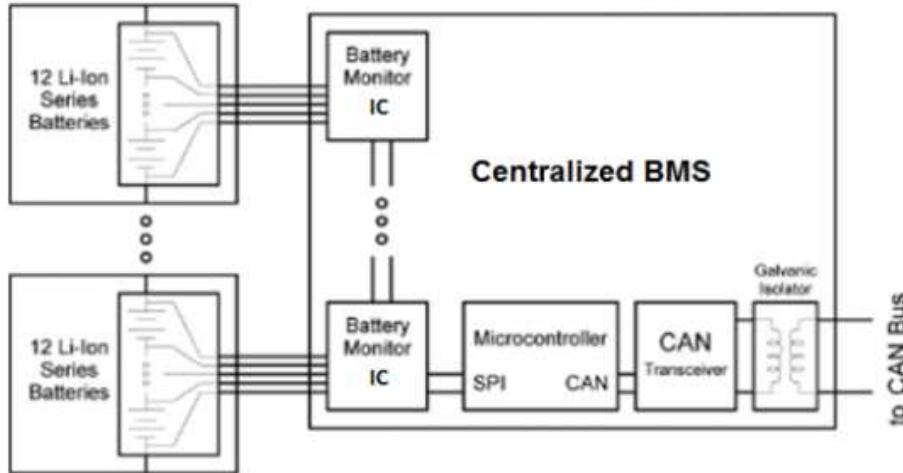 12 Li-Ion
Series
Batteries
Battery
Monitor
IC
Centralized BMS
12 Li-Ion
Series
Batteries
Battery
Monitor
IC
Microcontroller
SPI
CAN
CAN
Transceiver
Galvanic
Isolator
to CAN Bus